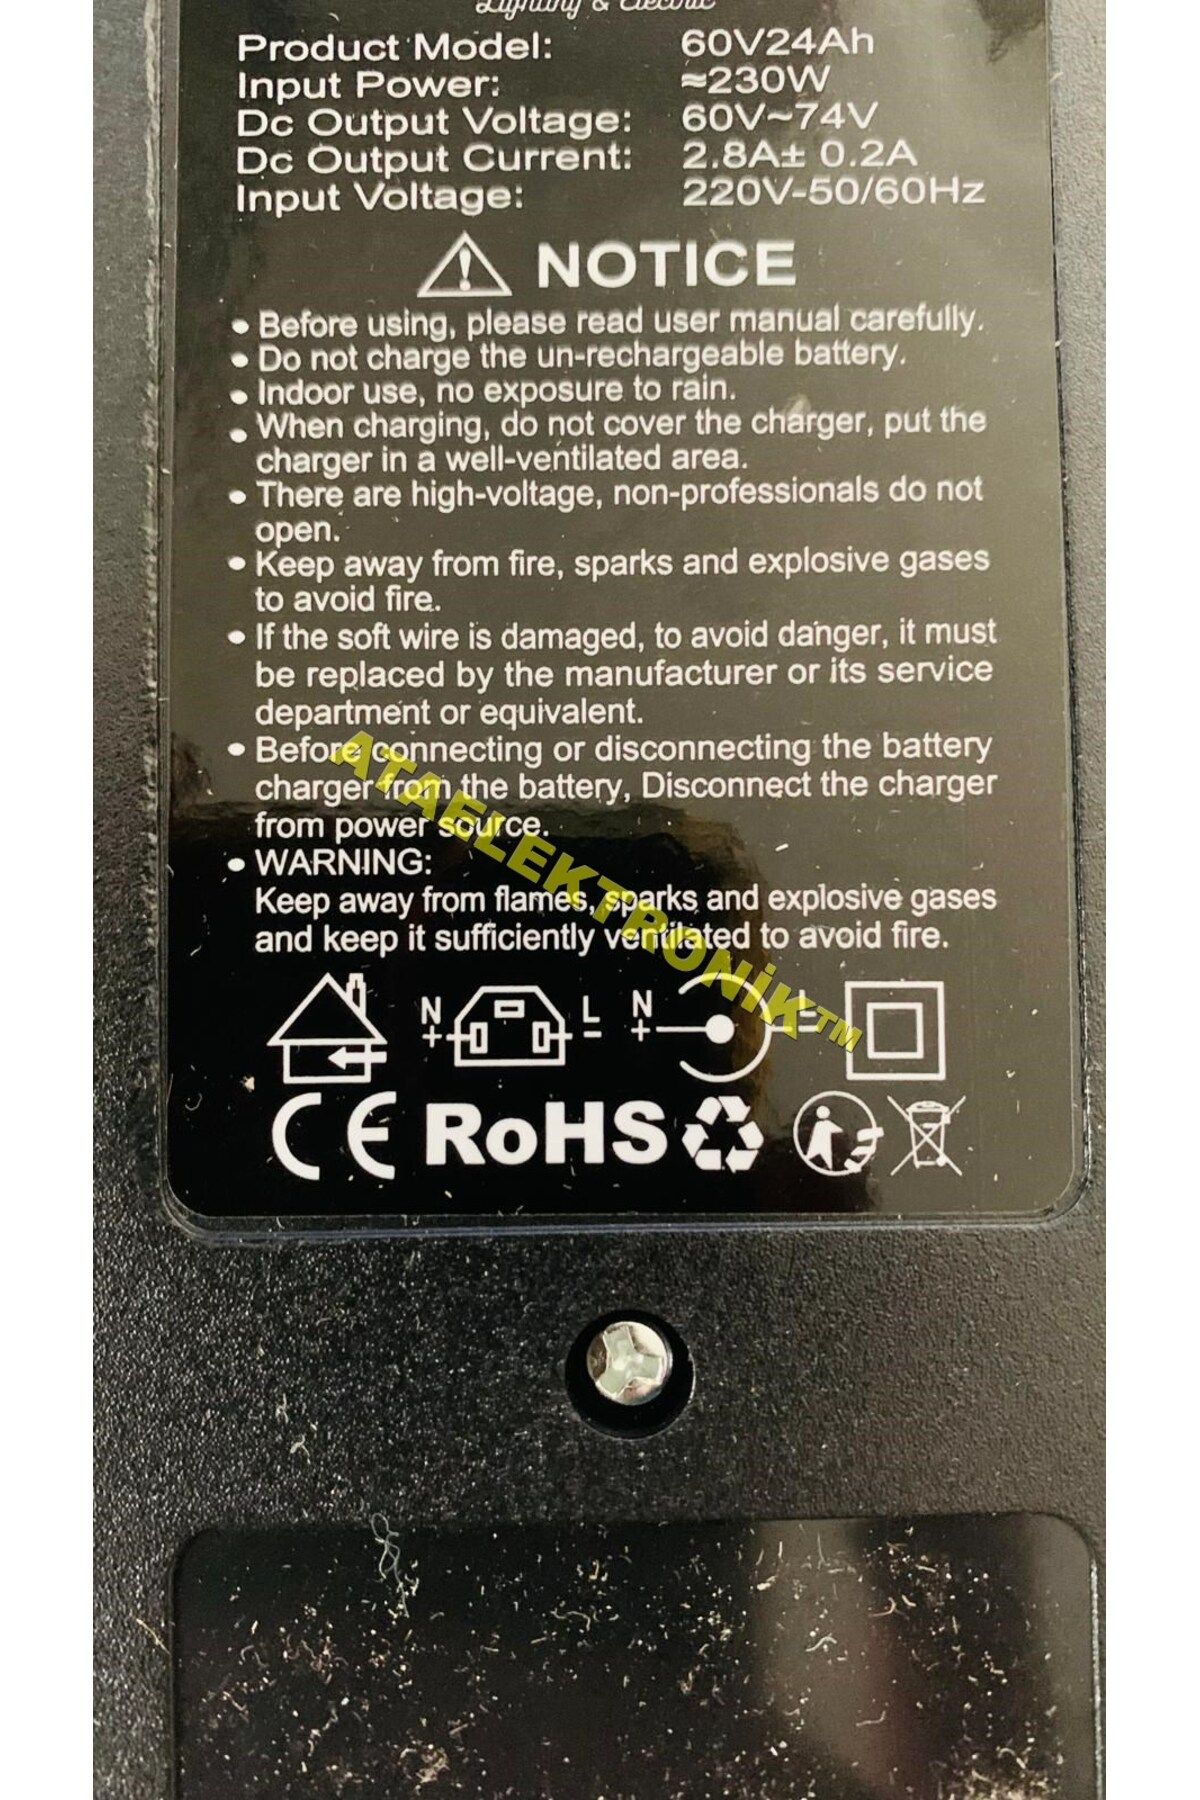 Lighting & Electric
Product Model: 60V24Ah
Input Power: ≈230W
Dc Output Voltage: 60V~74V
Dc Output Current: 2.8A± 0.2A
Input Voltage: 220V-50/60Hz
NOTICE
• Before using, please read user manual carefully.
• Do not charge the un-rechargeable battery.
• Indoor use, no exposure to rain.
• When charging, do not cover the charger, put the
charger in a well-ventilated area.
• There are high-voltage, non-professionals do not
open.
• Keep away from fire, sparks and explosive gases
to avoid fire.
• If the soft wire is damaged, to avoid danger, it must
be replaced by the manufacturer or its service
department or equivalent.
• Before connecting or disconnecting the battery
charger from the battery, Disconnect the charger
from power source.
• WARNING:
Keep away from flames, sparks and explosive gases
and keep it sufficiently ventilated to avoid fire.
ATAELEKTRONİK™
N + L - N + L -
CE RoHS